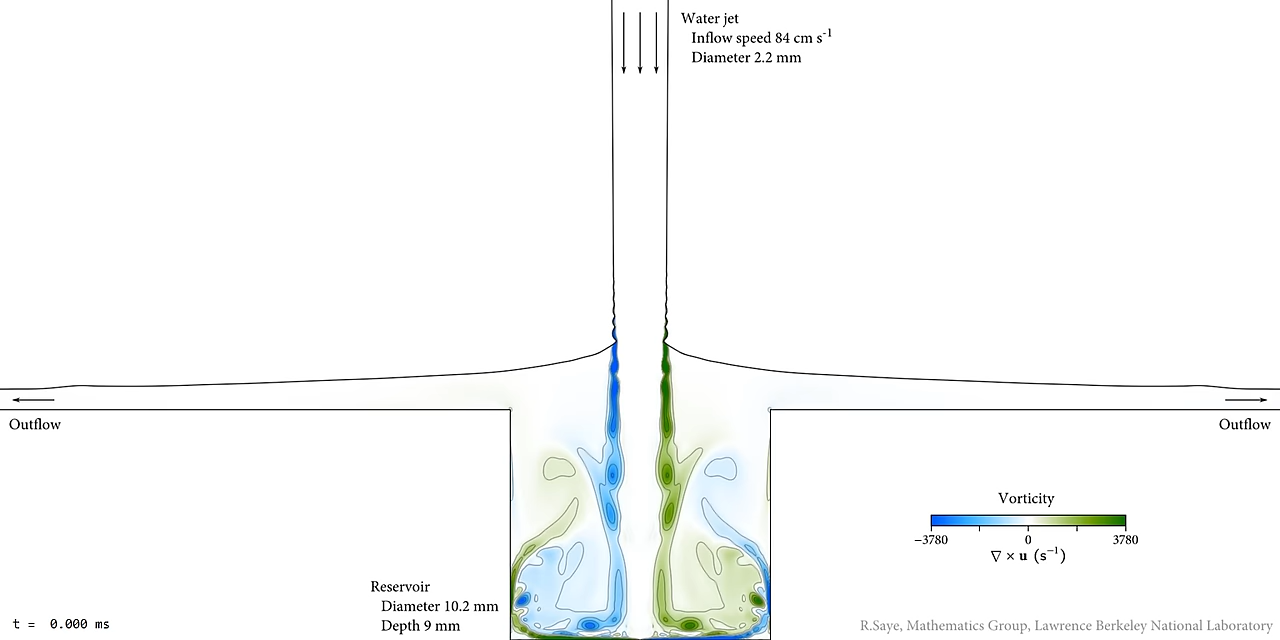 Water jet
Inflow speed 84 cm s⁻¹
Diameter 2.2 mm
Outflow
Outflow
Vorticity
−3780 0 3780
∇ × u (s⁻¹)
Reservoir
Diameter 10.2 mm
Depth 9 mm
t = 0.000 ms
R.Saye, Mathematics Group, Lawrence Berkeley National Laboratory